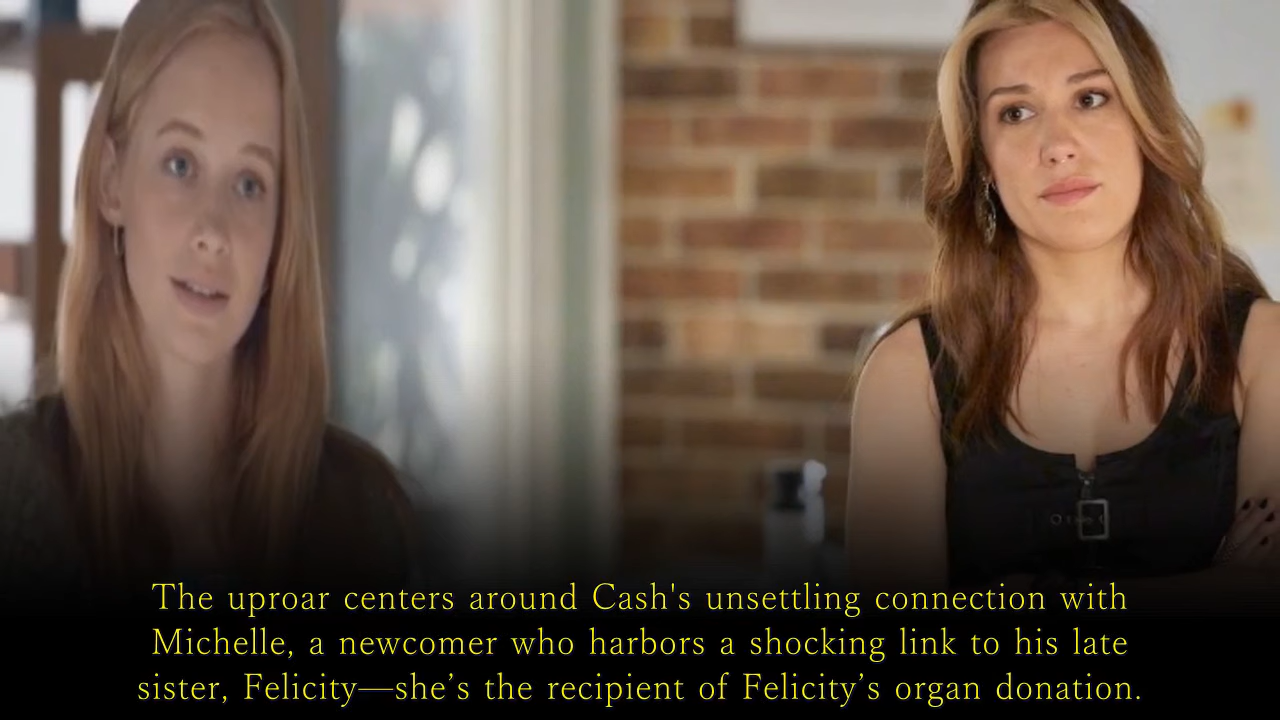 The uproar centers around Cash's unsettling connection with
Michelle, a newcomer who harbors a shocking link to his late
sister, Felicity—she’s the recipient of Felicity’s organ donation.